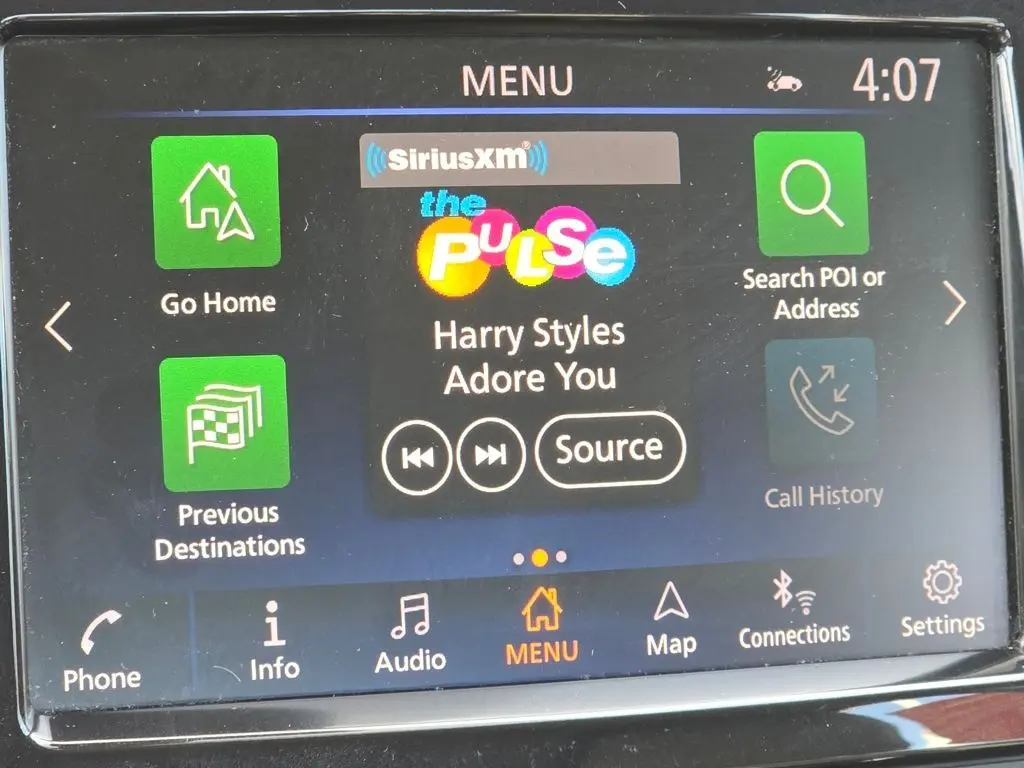 MENU
4:07
SiriusXM®
the
PULSE
Go Home
Search POI or
Address
Harry Styles
Adore You
Source
Previous
Destinations
Call History
Phone
Info
Audio
MENU
Map
Connections
Settings